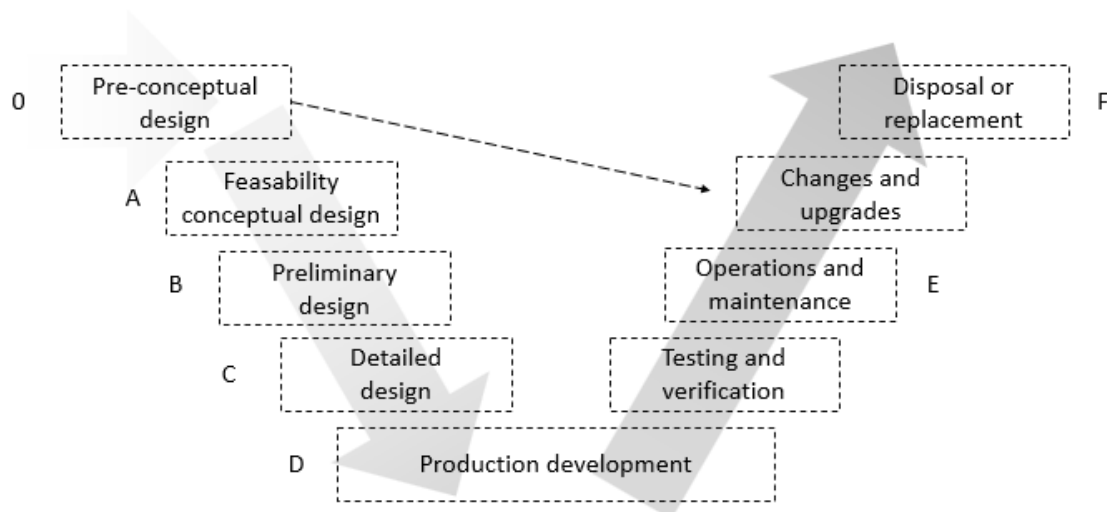 0
Pre-conceptual
design
Disposal or
replacement
F
A
Feasability
conceptual design
Changes and
upgrades
B
Preliminary
design
Operations and
maintenance
E
C
Detailed
design
Testing and
verification
D
Production development